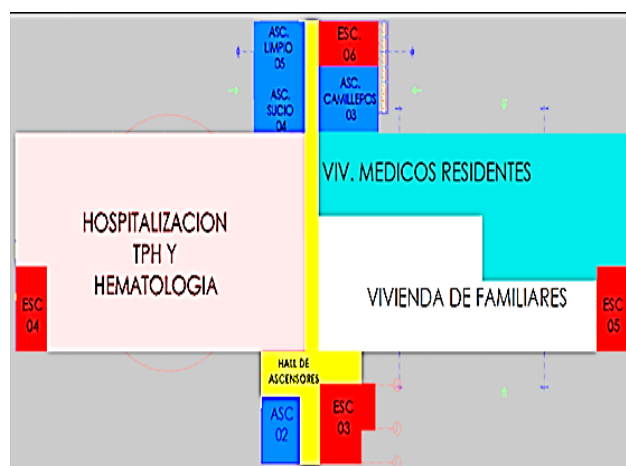 ASC.
LIMPIO
05
ESC.
06
ASC.
SUCIO
04
ASC.
CAMILLEROS
03
VIV. MEDICOS RESIDENTES
HOSPITALIZACION
TPH Y
HEMATOLOGIA
ESC
04
VIVIENDA DE FAMILIARES
ESC
05
HALL DE
ASCENSORES
ASC
02
ESC
03